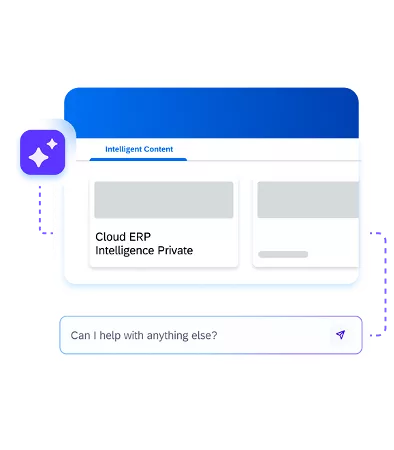 Intelligent Content
Cloud ERP
Intelligence Private
Can I help with anything else?